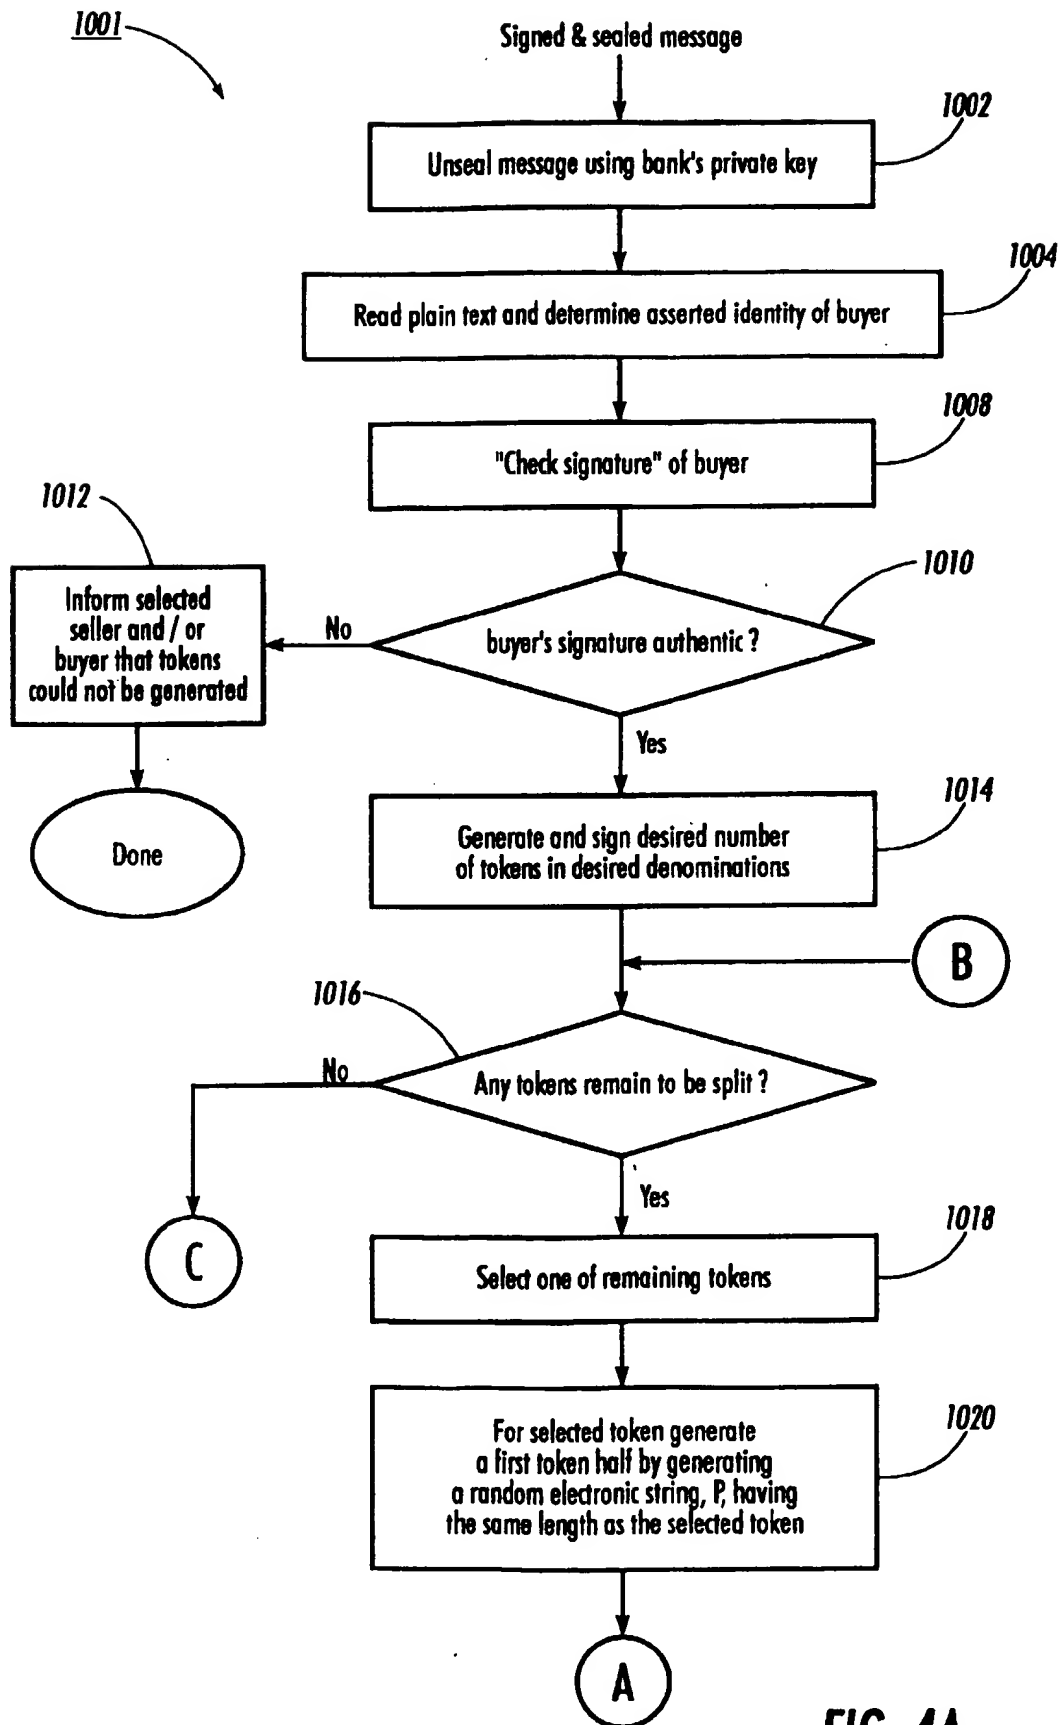 1001
Signed & sealed message
1002
Unseal message using bank's private key
1004
Read plain text and determine asserted identity of buyer
1008
"Check signature" of buyer
1012
1010
Inform selected
seller and / or
buyer that tokens
could not be generated
No
buyer's signature authentic ?
Yes
Done
1014
Generate and sign desired number
of tokens in desired denominations
B
1016
No
Any tokens remain to be split ?
Yes
C
1018
Select one of remaining tokens
1020
For selected token generate
a first token half by generating
a random electronic string, P, having
the same length as the selected token
A
FIG. 4A